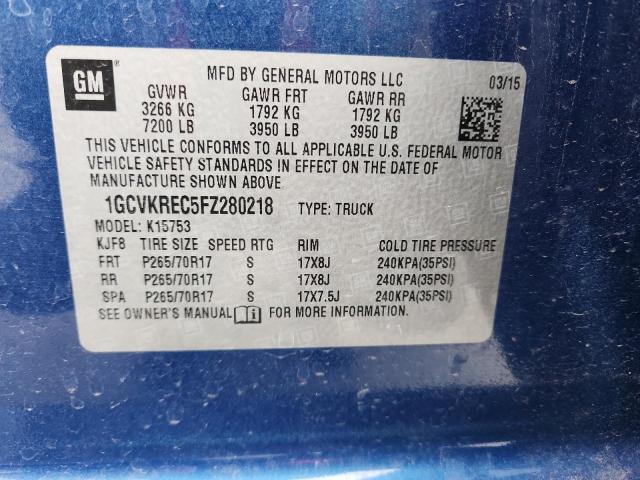 GM
MFD BY GENERAL MOTORS LLC 03/15
GVWR GAWR FRT GAWR RR
3266 KG 1792 KG 1792 KG
7200 LB 3950 LB 3950 LB
THIS VEHICLE CONFORMS TO ALL APPLICABLE U.S. FEDERAL MOTOR
VEHICLE SAFETY STANDARDS IN EFFECT ON THE DATE OF
MANUFACTURE SHOWN ABOVE.
1GCVKREC5FZ280218 TYPE: TRUCK
MODEL: K15753
KJF8 TIRE SIZE SPEED RTG RIM COLD TIRE PRESSURE
FRT P265/70R17 S 17X8J 240KPA(35PSI)
RR P265/70R17 S 17X8J 240KPA(35PSI)
SPA P265/70R17 S 17X7.5J 240KPA(35PSI)
SEE OWNER'S MANUAL FOR MORE INFORMATION.